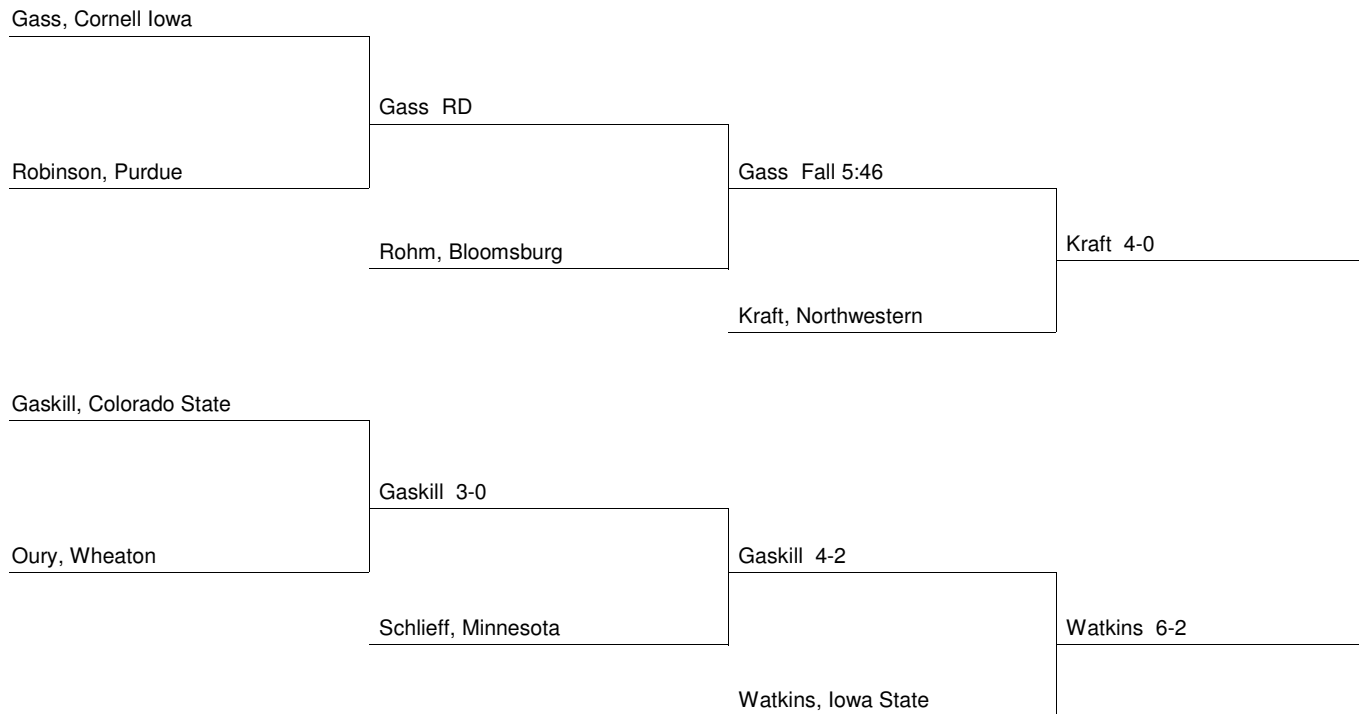 Gass, Cornell Iowa
Gass  RD
Robinson, Purdue
Gass  Fall 5:46
Rohm, Bloomsburg
Kraft  4-0
Kraft, Northwestern
Gaskill, Colorado State
Gaskill  3-0
Oury, Wheaton
Gaskill  4-2
Schlieff, Minnesota
Watkins  6-2
Watkins, Iowa State